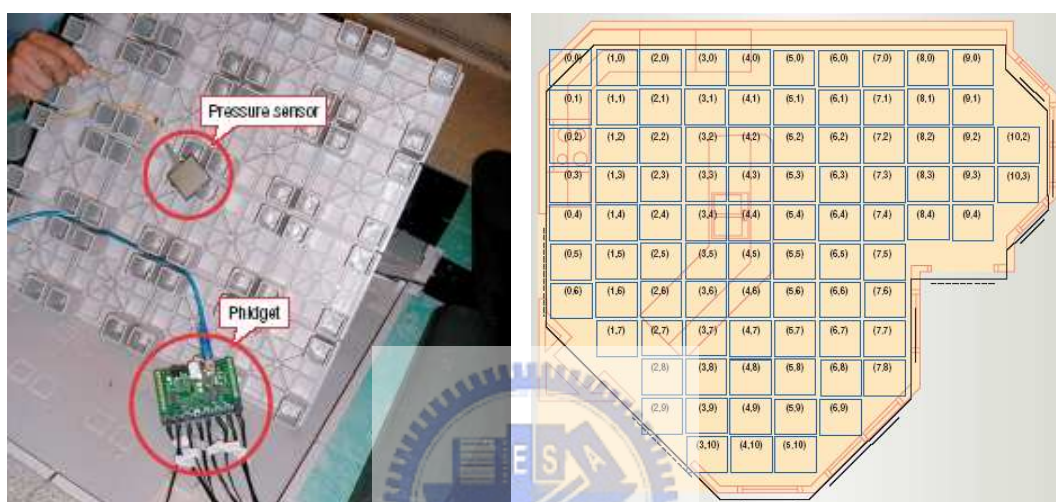 Pressure sensor
Phidget
(0,0) (1,0) (2,0) (3,0) (4,0) (5,0) (6,0) (7,0) (8,0) (9,0)
(0,1) (1,1) (2,1) (3,1) (4,1) (5,1) (6,1) (7,1) (8,1) (9,1)
(0,2) (1,2) (2,2) (3,2) (4,2) (5,2) (6,2) (7,2) (8,2) (9,2) (10,2)
(0,3) (1,3) (2,3) (3,3) (4,3) (5,3) (6,3) (7,3) (8,3) (9,3) (10,3)
(0,4) (1,4) (2,4) (3,4) (4,4) (5,4) (6,4) (7,4) (8,4) (9,4)
(0,5) (1,5) (2,5) (3,5) (4,5) (5,5) (6,5) (7,5)
(0,6) (1,6) (2,6) (3,6) (4,6) (5,6) (6,6) (7,6)
(1,7) (2,7) (3,7) (4,7) (5,7) (6,7) (7,7)
(2,8) (3,8) (4,8) (5,8) (6,8) (7,8)
(2,9) (3,9) (4,9) (5,9) (6,9)
(3,10) (4,10) (5,10)
E S A